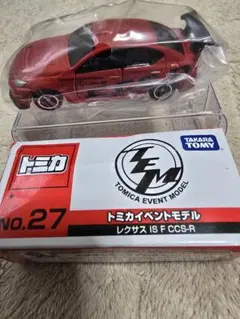 トミカ
TEM
TOMICA EVENT MODEL
TAKARA
TOMY
No.27
トミカイベントモデル
レクサス IS F CCS-R